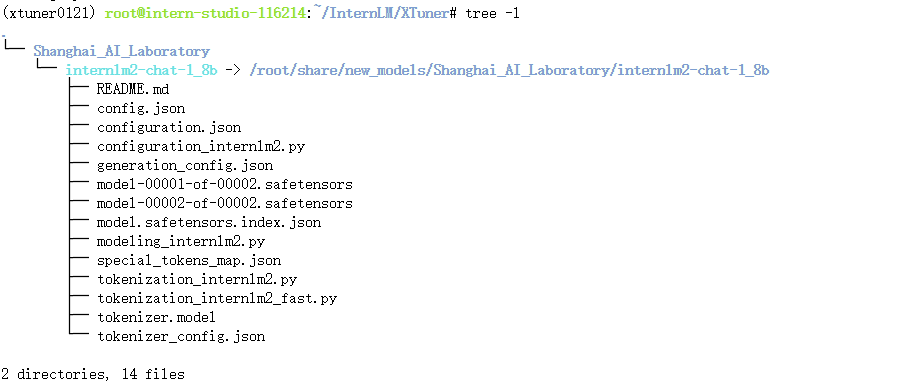 (xtuner0121) root@intern-studio-116214:~/InternLM/XTuner# tree -l
.
└── Shanghai_AI_Laboratory
    └── internlm2-chat-1_8b -> /root/share/new_models/Shanghai_AI_Laboratory/internlm2-chat-1_8b
        ├── README.md
        ├── config.json
        ├── configuration.json
        ├── configuration_internlm2.py
        ├── generation_config.json
        ├── model-00001-of-00002.safetensors
        ├── model-00002-of-00002.safetensors
        ├── model.safetensors.index.json
        ├── modeling_internlm2.py
        ├── special_tokens_map.json
        ├── tokenization_internlm2.py
        ├── tokenization_internlm2_fast.py
        ├── tokenizer.model
        └── tokenizer_config.json
2 directories, 14 files